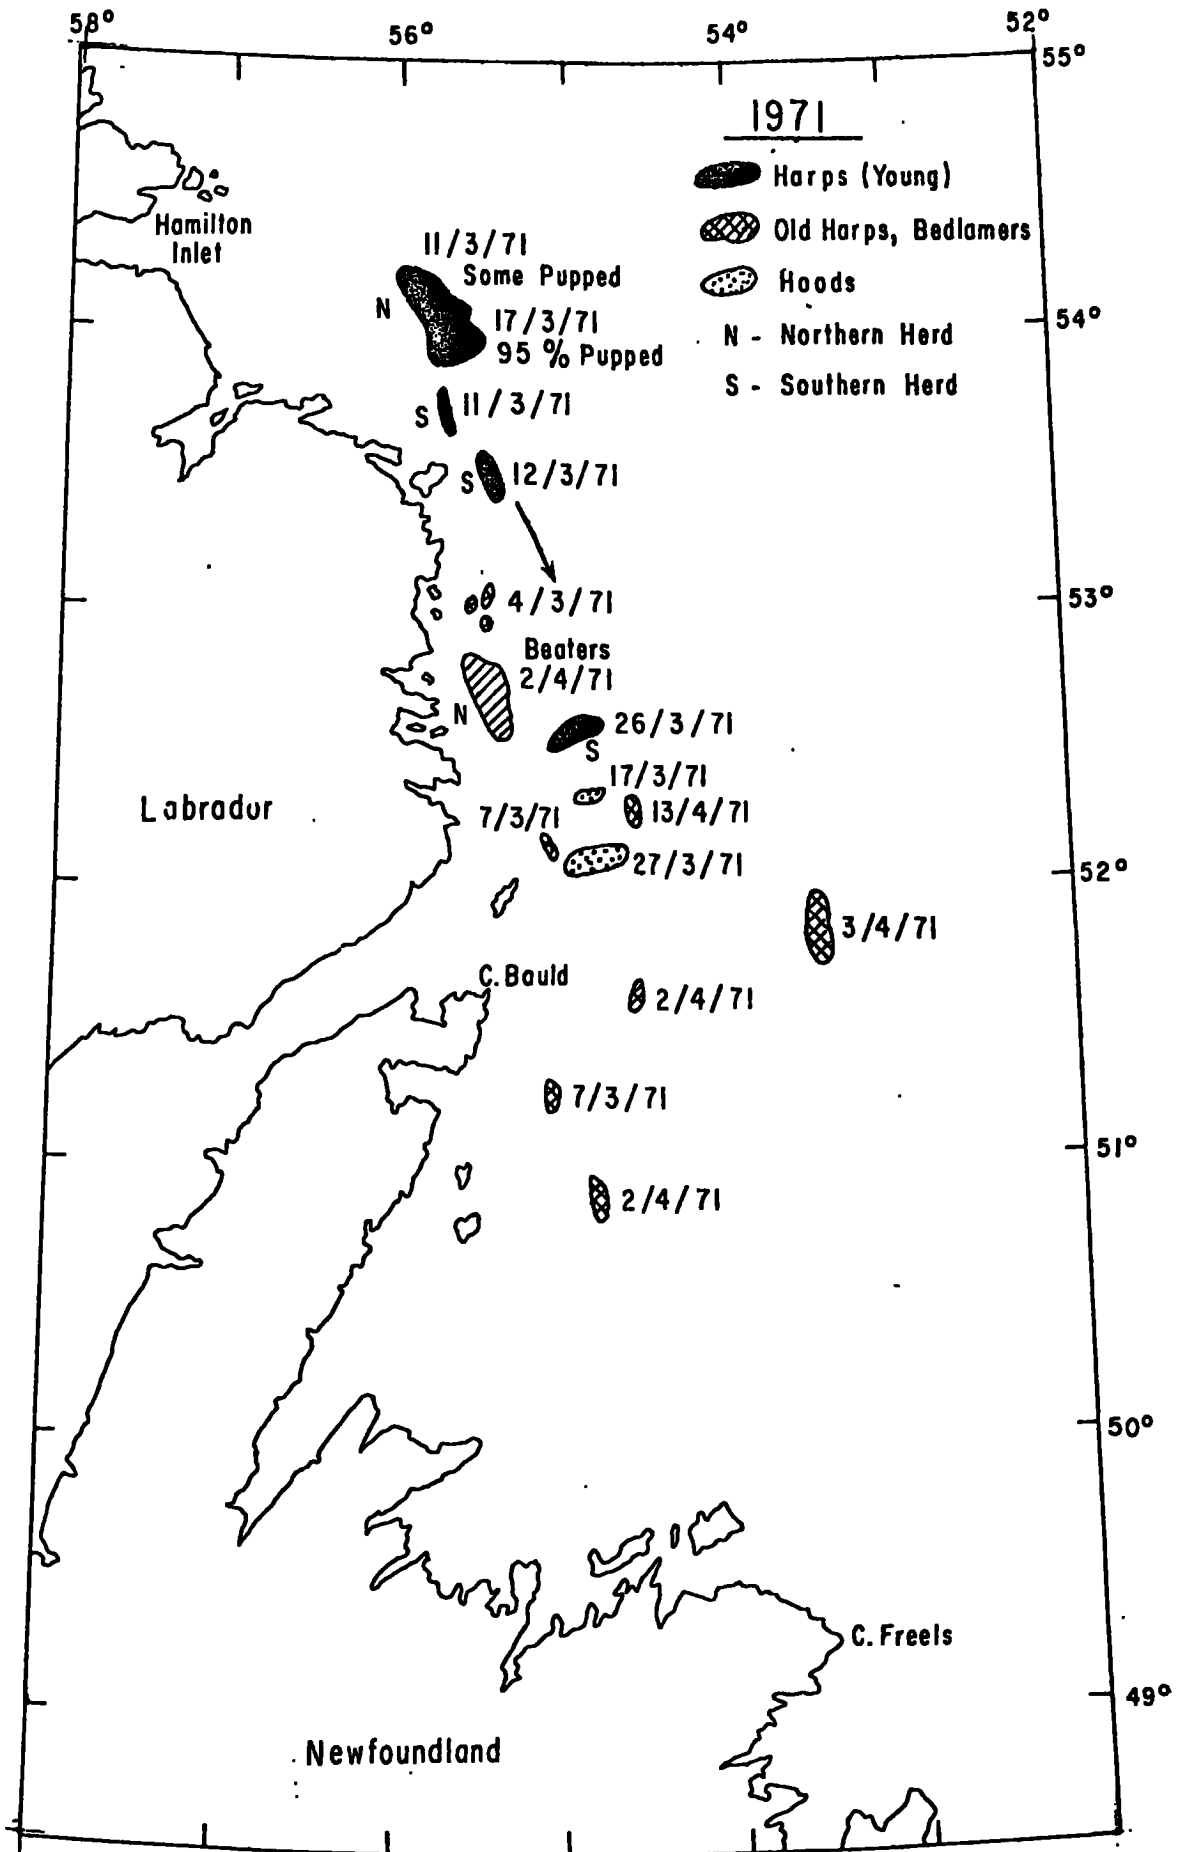 58° 56° 54° 52°
55°
1971
Harps (Young)
Old Harps, Bedlamers
Hoods
N - Northern Herd
S - Southern Herd
Hamilton
Inlet
11/3/71
Some Pupped
N
17/3/71
95 % Pupped
54°
S 11/3/71
S 12/3/71
4/3/71
53°
Beaters
2/4/71
N
26/3/71
S
17/3/71
13/4/71
7/3/71
27/3/71
Labrador
52°
3/4/71
C. Bauld
2/4/71
7/3/71
51°
2/4/71
50°
C. Freels
49°
Newfoundland